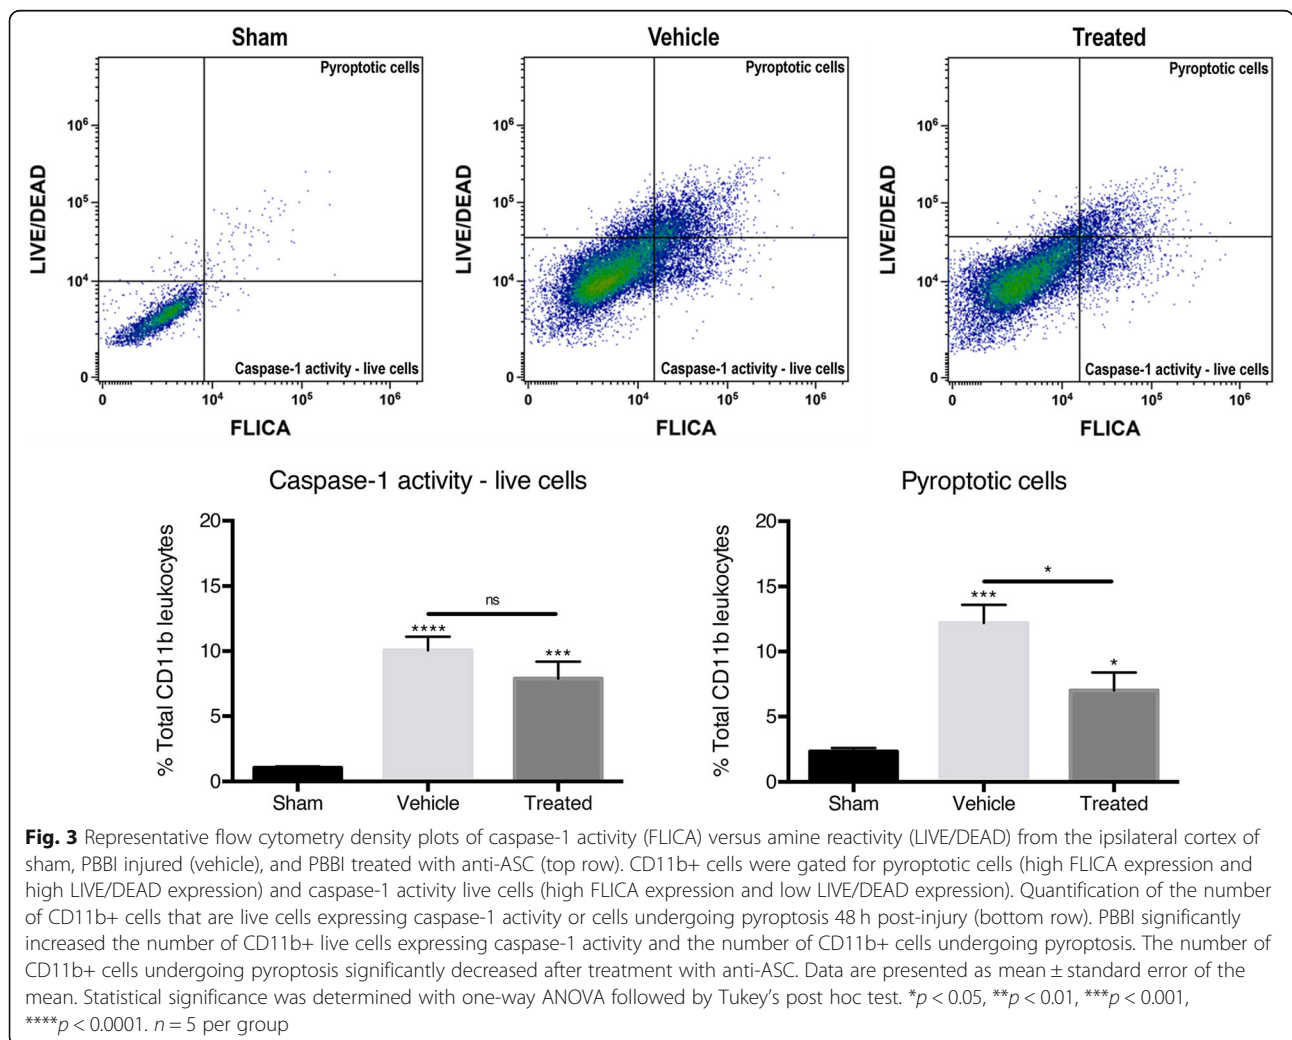 Sham
Vehicle
Treated
Pyroptotic cells
Pyroptotic cells
Pyroptotic cells
LIVE/DEAD
10⁶
10⁵
10⁴
0
Caspase-1 activity - live cells
0
10⁴
10⁵
10⁶
FLICA
LIVE/DEAD
10⁶
10⁵
10⁴
0
Caspase-1 activity - live cells
0
10⁴
10⁵
10⁶
FLICA
LIVE/DEAD
10⁶
10⁵
10⁴
0
Caspase-1 activity - live cells
0
10⁴
10⁵
10⁶
FLICA
Caspase-1 activity - live cells
% Total CD11b leukocytes
20
15
10
5
0
ns
****
***
Sham
Vehicle
Treated
Pyroptotic cells
% Total CD11b leukocytes
20
15
10
5
0
*
***
*
Sham
Vehicle
Treated
Fig. 3 Representative flow cytometry density plots of caspase-1 activity (FLICA) versus amine reactivity (LIVE/DEAD) from the ipsilateral cortex of
sham, PBBI injured (vehicle), and PBBI treated with anti-ASC (top row). CD11b+ cells were gated for pyroptotic cells (high FLICA expression and
high LIVE/DEAD expression) and caspase-1 activity live cells (high FLICA expression and low LIVE/DEAD expression). Quantification of the number
of CD11b+ cells that are live cells expressing caspase-1 activity or cells undergoing pyroptosis 48 h post-injury (bottom row). PBBI significantly
increased the number of CD11b+ live cells expressing caspase-1 activity and the number of CD11b+ cells undergoing pyroptosis. The number of
CD11b+ cells undergoing pyroptosis significantly decreased after treatment with anti-ASC. Data are presented as mean ± standard error of the
mean. Statistical significance was determined with one-way ANOVA followed by Tukey's post hoc test. *p < 0.05, **p < 0.01, ***p < 0.001,
****p < 0.0001. n = 5 per group